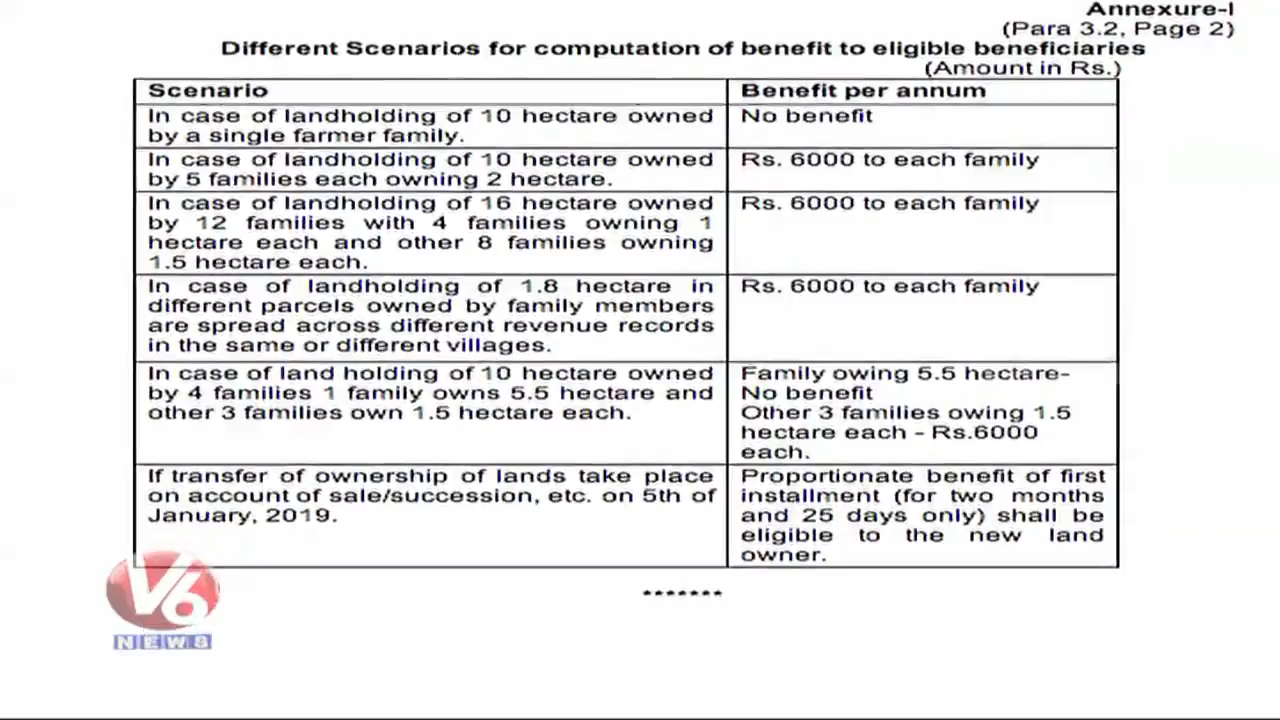 Annexure-I
(Para 3.2, Page 2)
Different Scenarios for computation of benefit to eligible beneficiaries
(Amount in Rs.)
Scenario
Benefit per annum
In case of landholding of 10 hectare owned
by a single farmer family.
No benefit
In case of landholding of 10 hectare owned
by 5 families each owning 2 hectare.
Rs. 6000 to each family
In case of landholding of 16 hectare owned
by 12 families with 4 families owning 1
hectare each and other 8 families owning
1.5 hectare each.
Rs. 6000 to each family
In case of landholding of 1.8 hectare in
different parcels owned by family members
are spread across different revenue records
in the same or different villages.
Rs. 6000 to each family
In case of land holding of 10 hectare owned
by 4 families 1 family owns 5.5 hectare and
other 3 families own 1.5 hectare each.
Family owing 5.5 hectare-
No benefit
Other 3 families owing 1.5
hectare each - Rs.6000
each.
If transfer of ownership of lands take place
on account of sale/succession, etc. on 5th of
January, 2019.
Proportionate benefit of first
installment (for two months
and 25 days only) shall be
eligible to the new land
owner.
*******
V6
NEWS